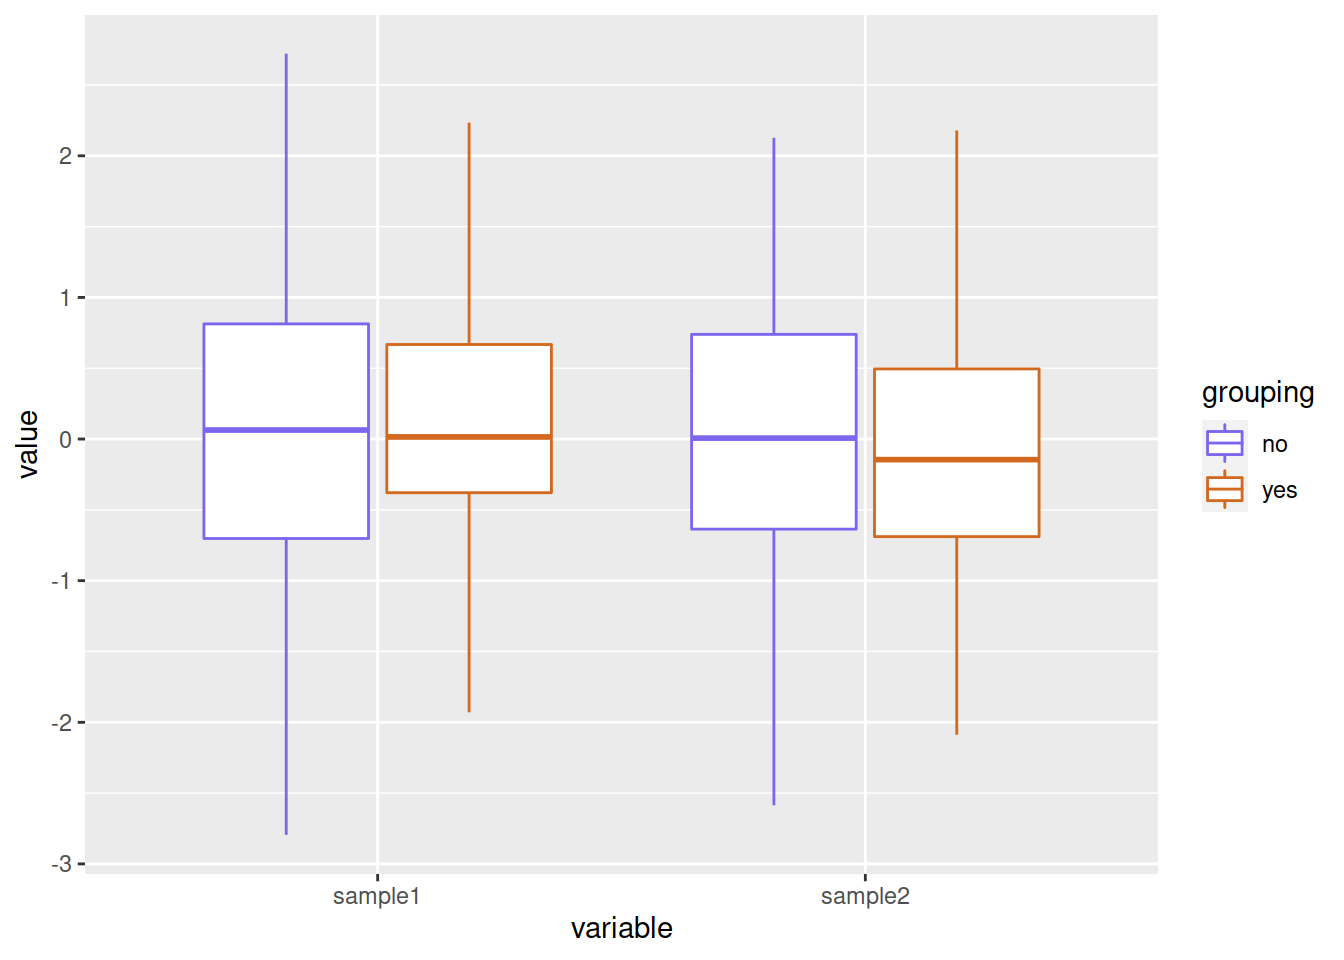 value
2
1
0
-1
-2
-3
sample1
sample2
variable
grouping
no
yes